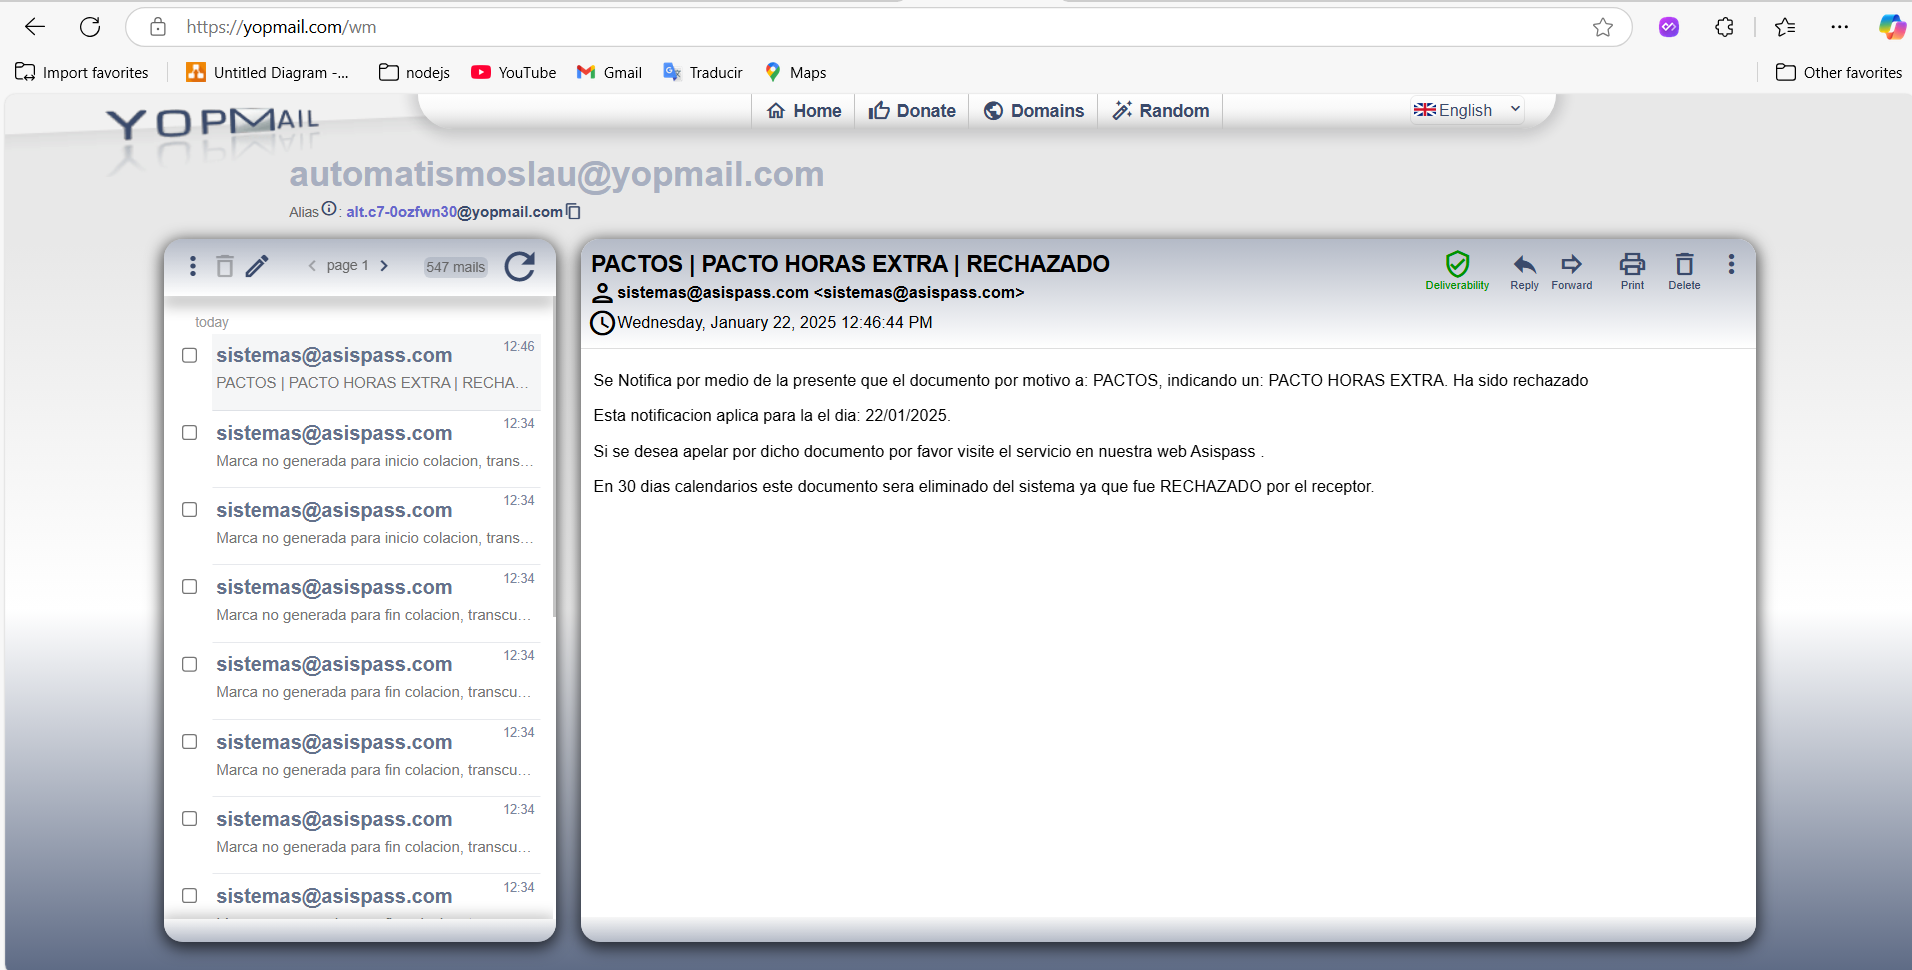 https://yopmail.com/wm
Import favorites
Untitled Diagram -...
nodejs
YouTube
Gmail
Traducir
Maps
Other favorites
YOPMAIL
Home
Donate
Domains
Random
English
automatismoslau@yopmail.com
Alias : alt.c7-0ozfwn30@yopmail.com
page 1
547 mails
today
sistemas@asispass.com 12:46
PACTOS | PACTO HORAS EXTRA | RECHA...
sistemas@asispass.com 12:34
Marca no generada para inicio colacion, trans...
sistemas@asispass.com 12:34
Marca no generada para inicio colacion, trans...
sistemas@asispass.com 12:34
Marca no generada para fin colacion, transcu...
sistemas@asispass.com 12:34
Marca no generada para fin colacion, transcu...
sistemas@asispass.com 12:34
Marca no generada para fin colacion, transcu...
sistemas@asispass.com 12:34
Marca no generada para fin colacion, transcu...
sistemas@asispass.com 12:34
PACTOS | PACTO HORAS EXTRA | RECHAZADO
sistemas@asispass.com <sistemas@asispass.com>
Wednesday, January 22, 2025 12:46:44 PM
Deliverability
Reply
Forward
Print
Delete
Se Notifica por medio de la presente que el documento por motivo a: PACTOS, indicando un: PACTO HORAS EXTRA. Ha sido rechazado
Esta notificacion aplica para la el dia: 22/01/2025.
Si se desea apelar por dicho documento por favor visite el servicio en nuestra web Asispass .
En 30 dias calendarios este documento sera eliminado del sistema ya que fue RECHAZADO por el receptor.